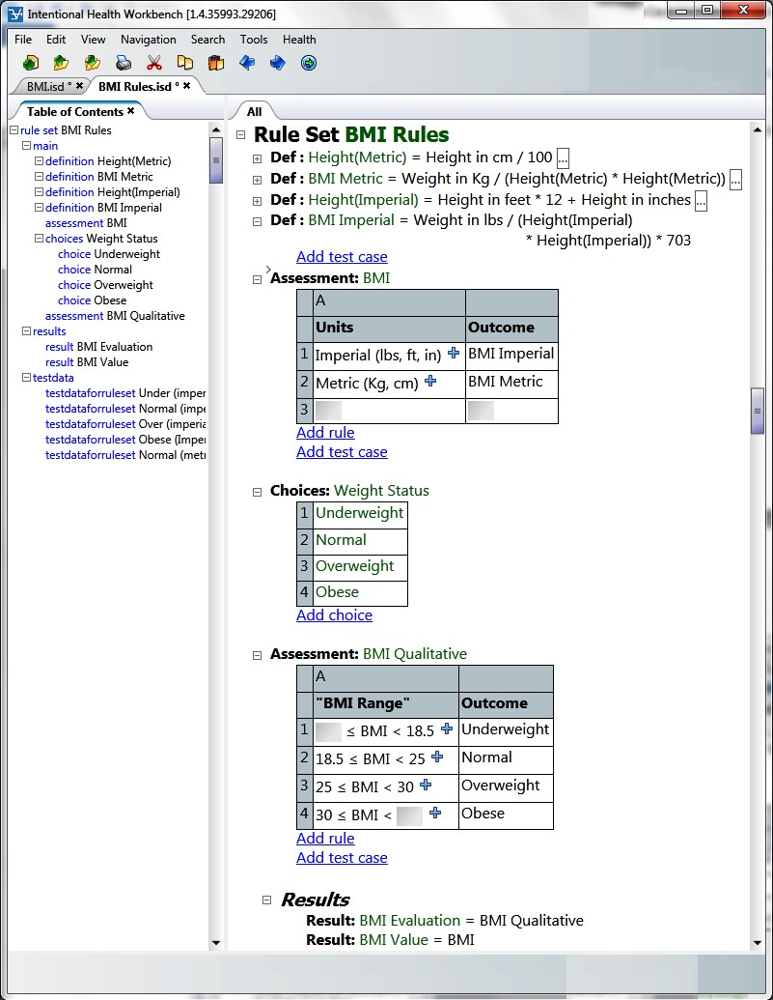 Intentional Health Workbench [1.4.35993.29206]
File Edit View Navigation Search Tools Health
BMI.isd ° BMI Rules.isd °
Table of Contents
rule set BMI Rules
main
definition Height(Metric)
definition BMI Metric
definition Height(Imperial)
definition BMI Imperial
assessment BMI
choices Weight Status
choice Underweight
choice Normal
choice Overweight
choice Obese
assessment BMI Qualitative
results
result BMI Evaluation
result BMI Value
testdata
testdataforruleset Under (imper
testdataforruleset Normal (impe
testdataforruleset Over (imperia
testdataforruleset Obese (Imper
testdataforruleset Normal (metr
All
Rule Set BMI Rules
Def : Height(Metric) = Height in cm / 100 ...
Def : BMI Metric = Weight in Kg / (Height(Metric) * Height(Metric)) ...
Def : Height(Imperial) = Height in feet * 12 + Height in inches ...
Def : BMI Imperial = Weight in lbs / (Height(Imperial)
* Height(Imperial)) * 703
Add test case
Assessment: BMI
A
Units Outcome
1 Imperial (lbs, ft, in) BMI Imperial
2 Metric (Kg, cm) BMI Metric
3
Add rule
Add test case
Choices: Weight Status
1 Underweight
2 Normal
3 Overweight
4 Obese
Add choice
Assessment: BMI Qualitative
A
"BMI Range" Outcome
1 ≤ BMI < 18.5 Underweight
2 18.5 ≤ BMI < 25 Normal
3 25 ≤ BMI < 30 Overweight
4 30 ≤ BMI < Obese
Add rule
Add test case
Results
Result: BMI Evaluation = BMI Qualitative
Result: BMI Value = BMI